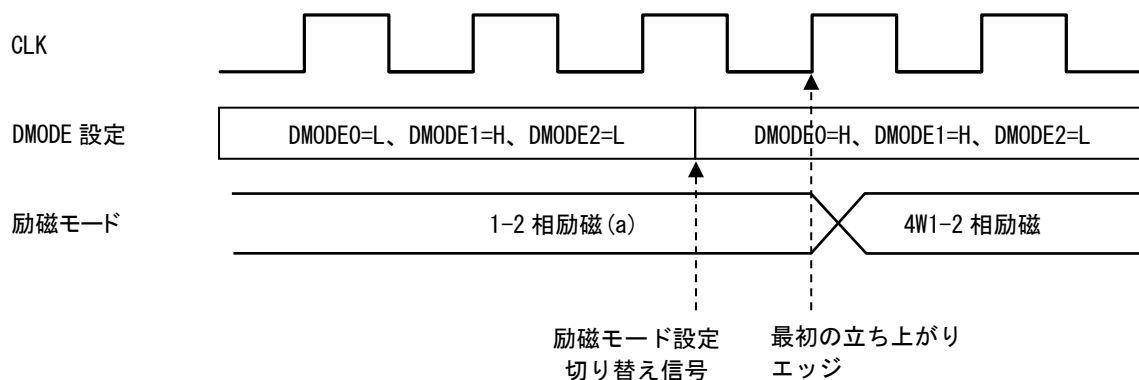 CLK
DMODE 設定
DMODE0=L、DMODE1=H、DMODE2=L
DMODE0=H、DMODE1=H、DMODE2=L
励磁モード
1-2 相励磁(a)
4W1-2 相励磁
励磁モード設定
切り替え信号
最初の立ち上がり
エッジ